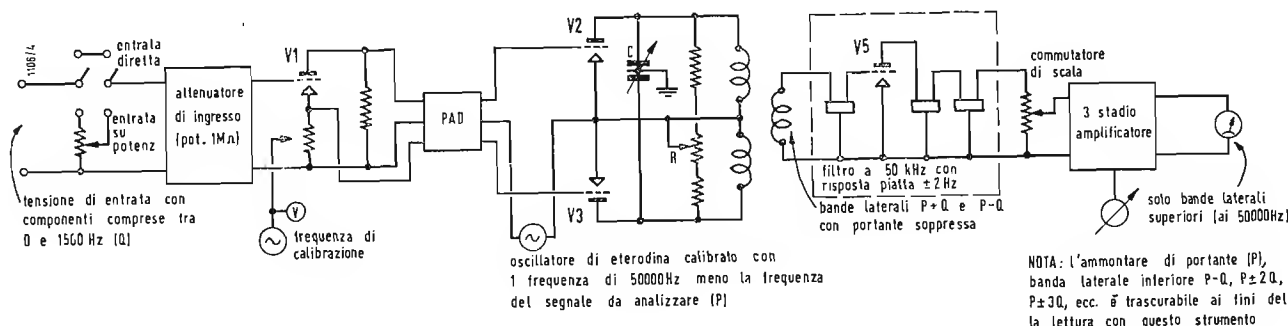 1106/4
entrala
diretta
entrata
su
potenz
attenuatore
di ingresso
(pot. 1MΩ)
V1
tensione di entrata con
componenti comprese tra
0 e 1560 Hz (Q)
V
frequenza di
calibrazione
PAD
V2
V3
C
R
oscillatore di eterodina calibrato con
1 frequenza di 50000Hz meno la frequenza
del segnale da analizzare (P)
V5
filtro a 50 kHz con
risposta piatta ±2Hz
bande laterali P+Q e P-Q
con portante soppressa
commutatore
di scala
3 stadio
amplificatore
solo bande laterali
superiori (ai 50000Hz)
NOTA: l'ammontare di portante (P),
banda laterale inferiore P-Q, P±2Q,
P±3Q, ecc. è trascurabile ai fini del
la lettura con questo strumento